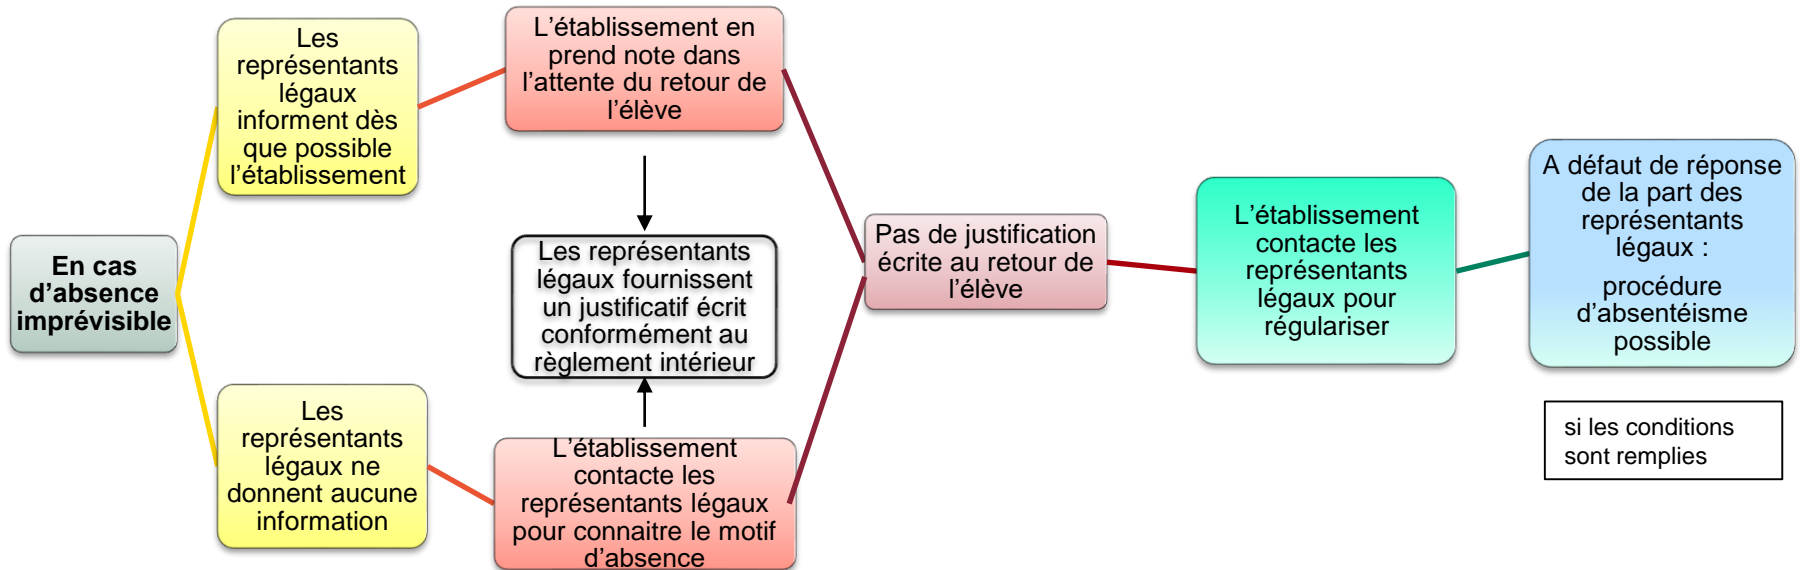 En cas
d’absence
imprévisible
Les
représentants
légaux
informent dès
que possible
l’établissement
L’établissement en
prend note dans
l’attente du retour de
l’élève
Les représentants
légaux fournissent
un justificatif écrit
conformément au
règlement intérieur
Les
représentants
légaux ne
donnent aucune
information
L’établissement
contacte les
représentants légaux
pour connaitre le motif
d’absence
Pas de justification
écrite au retour de
l’élève
L’établissement
contacte les
représentants
légaux pour
régulariser
A défaut de réponse
de la part des
représentants
légaux :
procédure
d’absentéisme
possible
si les conditions
sont remplies